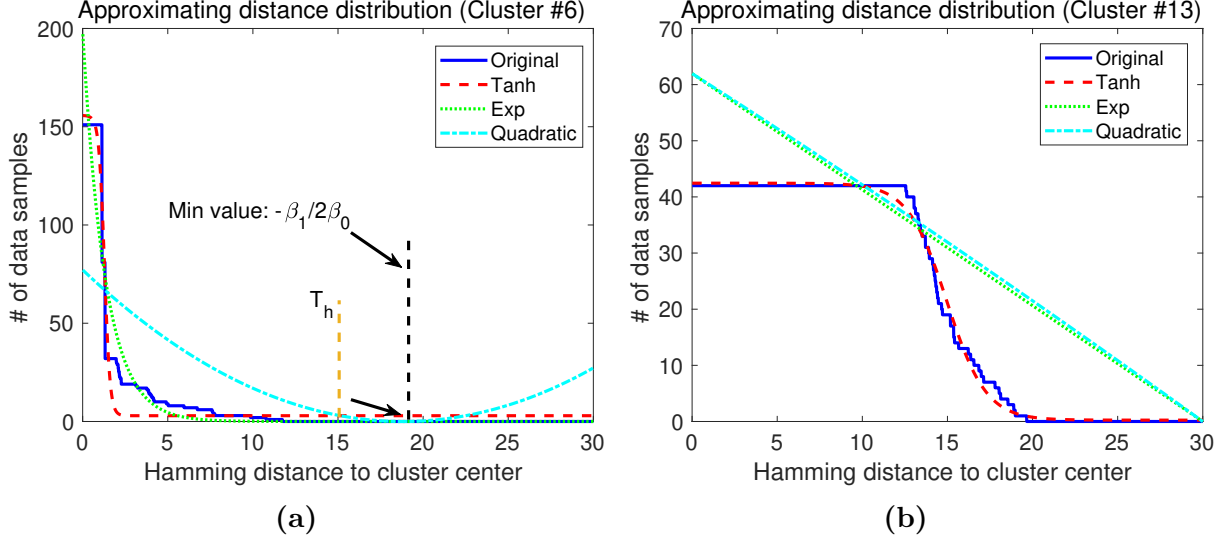 Approximating distance distribution (Cluster #6)
200
150
100
50
0
# of data samples
Original
Tanh
Exp
Quadratic
Min value: -β₁/2β₀
Tₕ
0 5 10 15 20 25 30
Hamming distance to cluster center
(a)
Approximating distance distribution (Cluster #13)
70
60
50
40
30
20
10
0
# of data samples
Original
Tanh
Exp
Quadratic
0 5 10 15 20 25 30
Hamming distance to cluster center
(b)